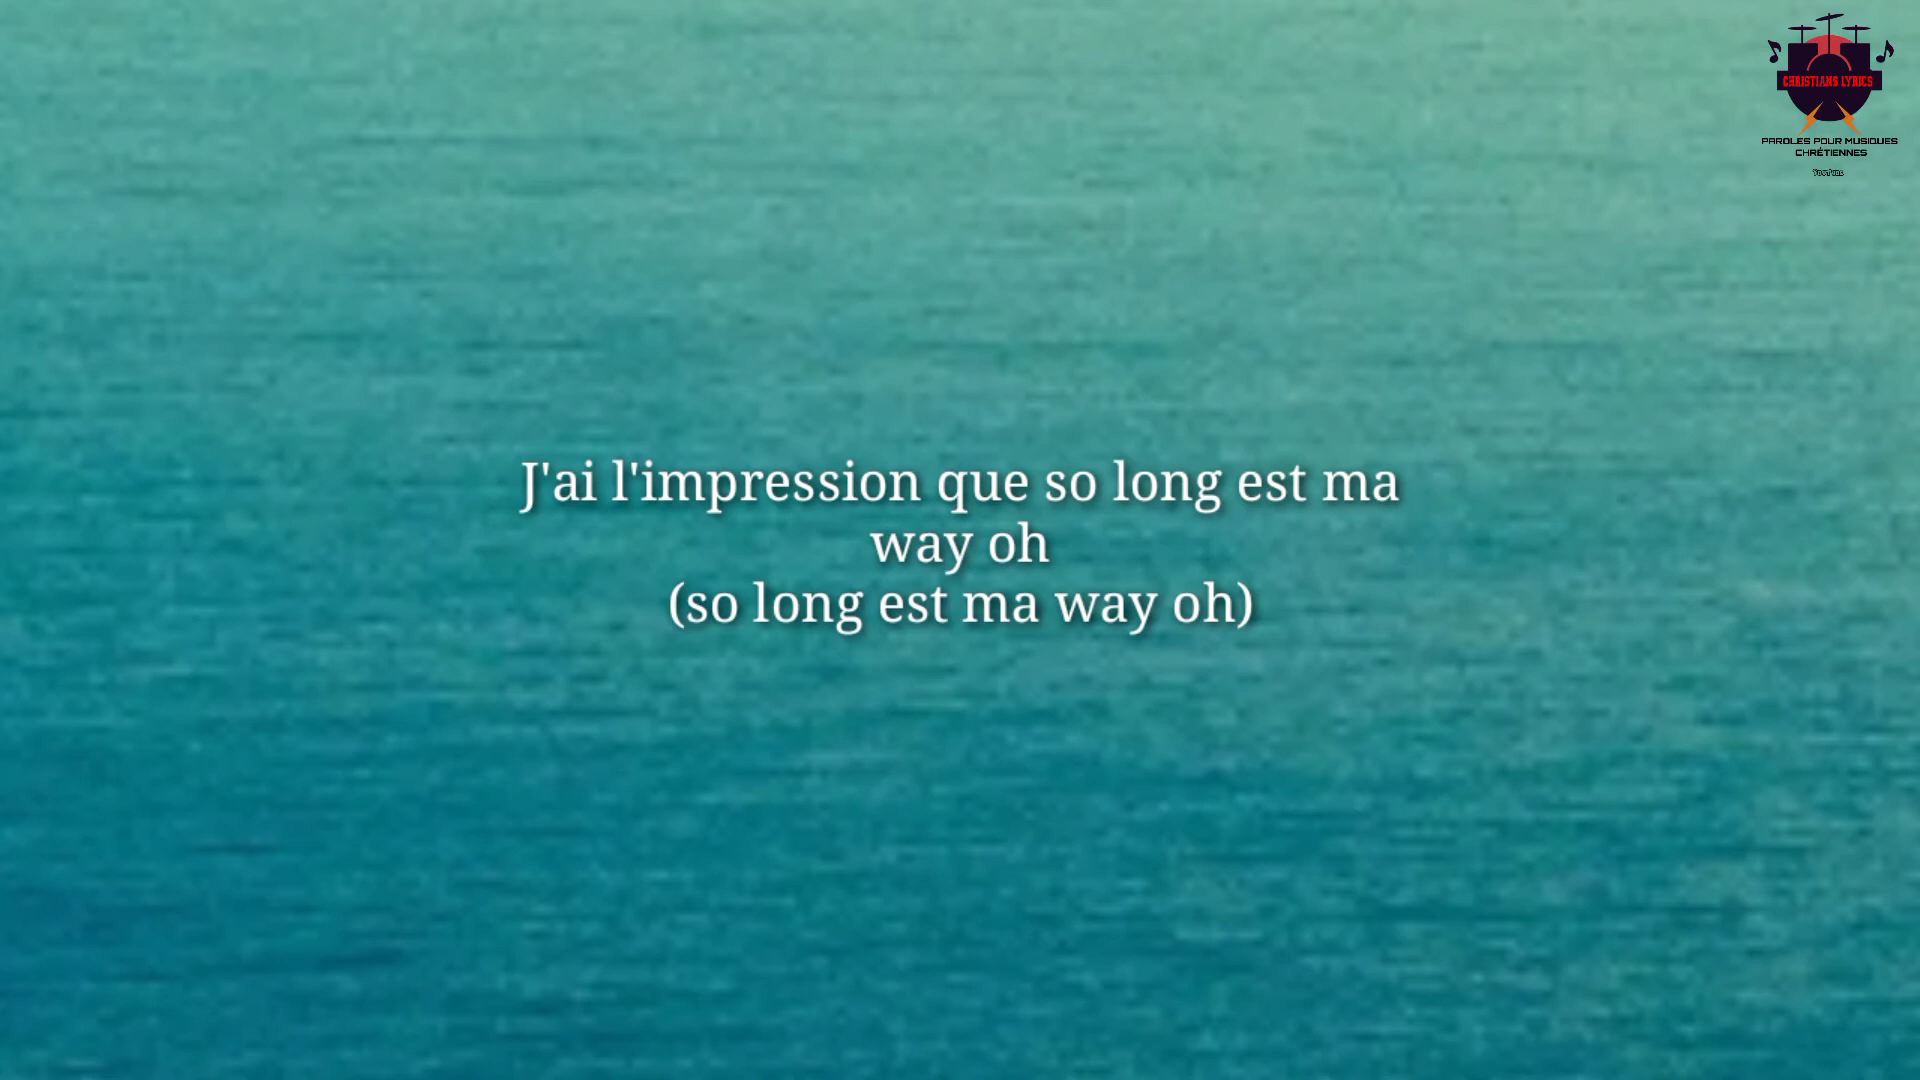 CHRISTIANS LYRICS
PAROLES POUR MUSIQUES
CHRÉTIENNES
YouTube
J'ai l'impression que so long est ma
way oh
(so long est ma way oh)